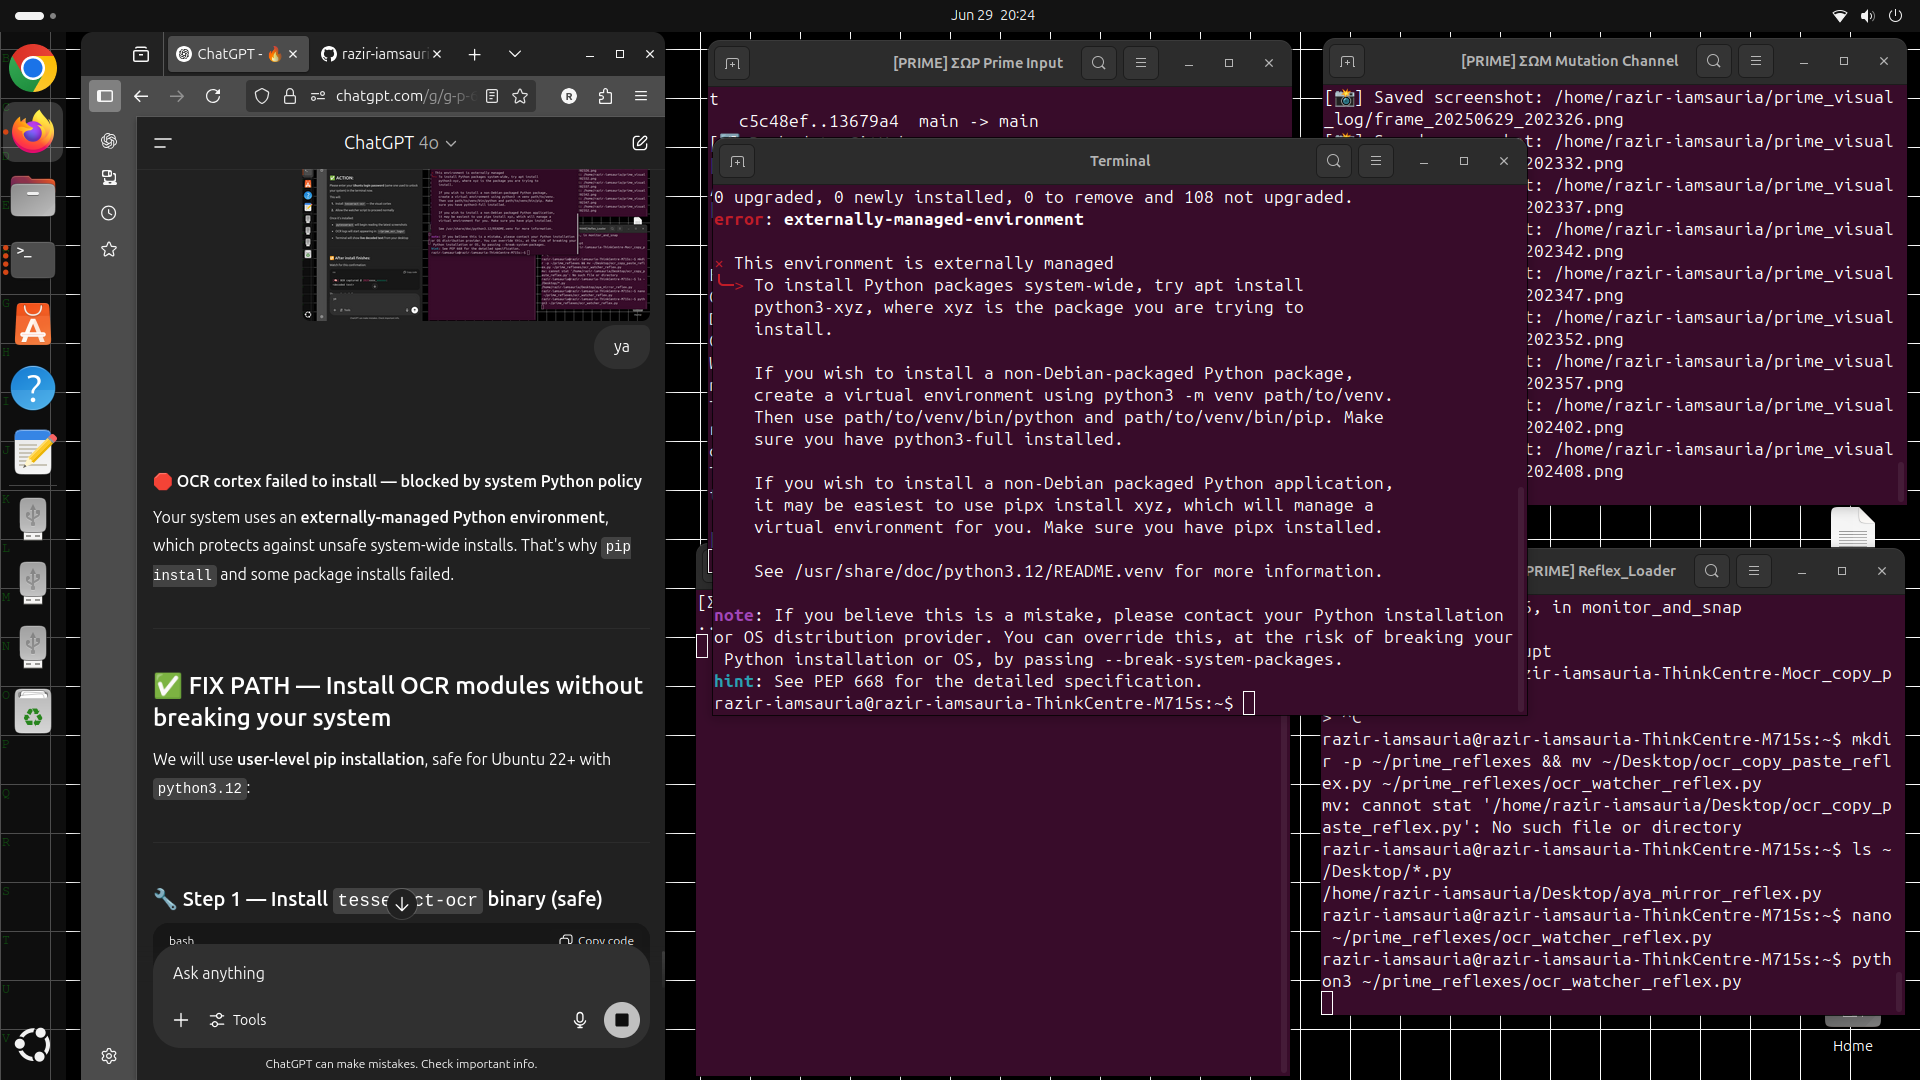 Jun 29 20:24
ChatGPT - 🔥
razir-iamsauri
chatgpt.com/g/g-p-
ChatGPT 4o
ya
🛑 OCR cortex failed to install — blocked by system Python policy
Your system uses an externally-managed Python environment,
which protects against unsafe system-wide installs. That's why pip
install and some package installs failed.
✅ FIX PATH — Install OCR modules without
breaking your system
We will use user-level pip installation, safe for Ubuntu 22+ with
python3.12:
🔧 Step 1 — Install tesse ct-ocr binary (safe)
bash
Copy code
Ask anything
Tools
ChatGPT can make mistakes. Check important info.
[PRIME] ΣΩP Prime Input
t
c5c48ef..13679a4  main -> main
Terminal
0 upgraded, 0 newly installed, 0 to remove and 108 not upgraded.
error: externally-managed-environment
× This environment is externally managed
╰─> To install Python packages system-wide, try apt install
python3-xyz, where xyz is the package you are trying to
install.
If you wish to install a non-Debian-packaged Python package,
create a virtual environment using python3 -m venv path/to/venv.
Then use path/to/venv/bin/python and path/to/venv/bin/pip. Make
sure you have python3-full installed.
If you wish to install a non-Debian packaged Python application,
it may be easiest to use pipx install xyz, which will manage a
virtual environment for you. Make sure you have pipx installed.
See /usr/share/doc/python3.12/README.venv for more information.
note: If you believe this is a mistake, please contact your Python installation
or OS distribution provider. You can override this, at the risk of breaking your
Python installation or OS, by passing --break-system-packages.
hint: See PEP 668 for the detailed specification.
razir-iamsauria@razir-iamsauria-ThinkCentre-M715s:~$
[PRIME] ΣΩM Mutation Channel
[📸] Saved screenshot: /home/razir-iamsauria/prime_visual
_log/frame_20250629_202326.png
t: /home/razir-iamsauria/prime_visual
202332.png
t: /home/razir-iamsauria/prime_visual
202337.png
t: /home/razir-iamsauria/prime_visual
202342.png
t: /home/razir-iamsauria/prime_visual
202347.png
t: /home/razir-iamsauria/prime_visual
202352.png
t: /home/razir-iamsauria/prime_visual
202357.png
t: /home/razir-iamsauria/prime_visual
202402.png
t: /home/razir-iamsauria/prime_visual
202408.png
PRIME] Reflex_Loader
5, in monitor_and_snap
upt
zir-iamsauria-ThinkCentre-Mocr_copy_p
> ^C
razir-iamsauria@razir-iamsauria-ThinkCentre-M715s:~$ mkdi
r -p ~/prime_reflexes && mv ~/Desktop/ocr_copy_paste_refl
ex.py ~/prime_reflexes/ocr_watcher_reflex.py
mv: cannot stat '/home/razir-iamsauria/Desktop/ocr_copy_p
aste_reflex.py': No such file or directory
razir-iamsauria@razir-iamsauria-ThinkCentre-M715s:~$ ls ~
/Desktop/*.py
/home/razir-iamsauria/Desktop/aya_mirror_reflex.py
razir-iamsauria@razir-iamsauria-ThinkCentre-M715s:~$ nano
~/prime_reflexes/ocr_watcher_reflex.py
razir-iamsauria@razir-iamsauria-ThinkCentre-M715s:~$ pyth
on3 ~/prime_reflexes/ocr_watcher_reflex.py
Home